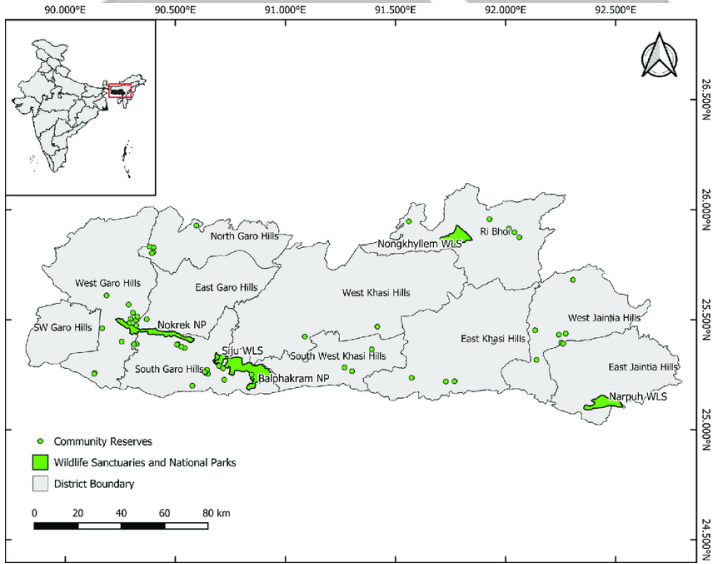 90.000°E 90.500°E 91.000°E 91.500°E 92.000°E 92.500°E
26.500°N
26.000°N
North Garo Hills
Ri Bhoi
Nongkhyllem WLS
West Garo Hills
East Garo Hills
West Khasi Hills
25.500°N
SW Garo Hills
Nokrek NP
West Jaintia Hills
East Khasi Hills
Siju WLS
South West Khasi Hills
South Garo Hills
East Jaintia Hills
Balphakram NP
Narpuh WLS
25.000°N
Community Reserves
Wildlife Sanctuaries and National Parks
District Boundary
0 20 40 60 80 km
24.500°N